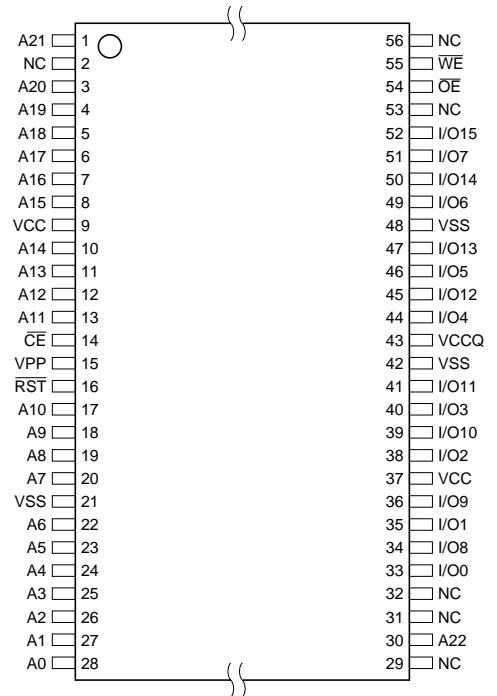 A21 1 56 NC
NC 2 55 W̅E̅
A20 3 54 O̅E̅
A19 4 53 NC
A18 5 52 I/O15
A17 6 51 I/O7
A16 7 50 I/O14
A15 8 49 I/O6
VCC 9 48 VSS
A14 10 47 I/O13
A13 11 46 I/O5
A12 12 45 I/O12
A11 13 44 I/O4
C̅E̅ 14 43 VCCQ
VPP 15 42 VSS
R̅S̅T̅ 16 41 I/O11
A10 17 40 I/O3
A9 18 39 I/O10
A8 19 38 I/O2
A7 20 37 VCC
VSS 21 36 I/O9
A6 22 35 I/O1
A5 23 34 I/O8
A4 24 33 I/O0
A3 25 32 NC
A2 26 31 NC
A1 27 30 A22
A0 28 29 NC